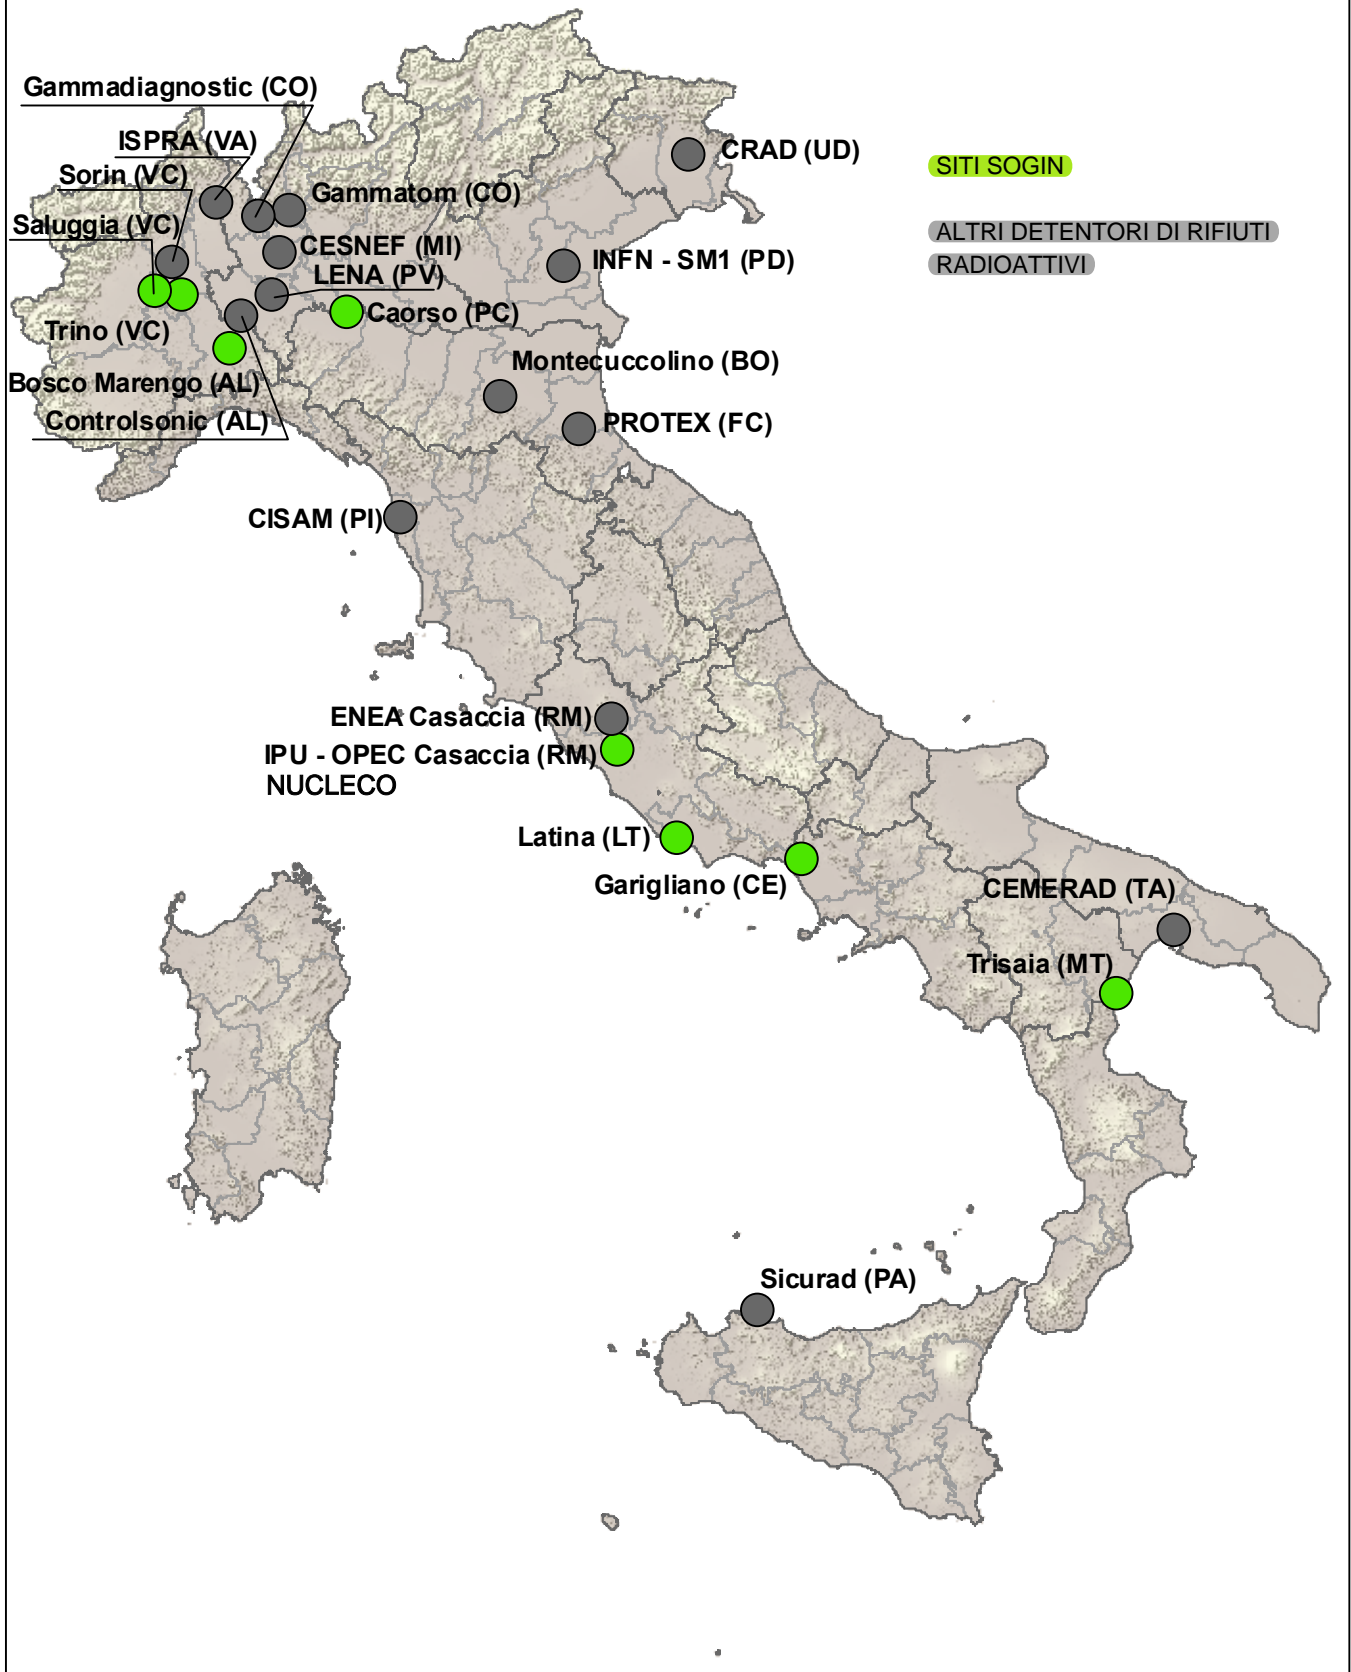 Gammadiagnostic (CO)
ISPRA (VA)
CRAD (UD)
SITI SOGIN
Sorin (VC)
Gammatom (CO)
Saluggia (VC)
ALTRI DETENTORI DI RIFIUTI
RADIOATTIVI
CESNEF (MI)
INFN - SM1 (PD)
LENA (PV)
Caorso (PC)
Trino (VC)
Montecuccolino (BO)
Bosco Marengo (AL)
Controlsonic (AL)
PROTEX (FC)
CISAM (PI)
ENEA Casaccia (RM)
IPU - OPEC Casaccia (RM)
NUCLECO
Latina (LT)
Garigliano (CE)
CEMERAD (TA)
Trisaia (MT)
Sicurad (PA)